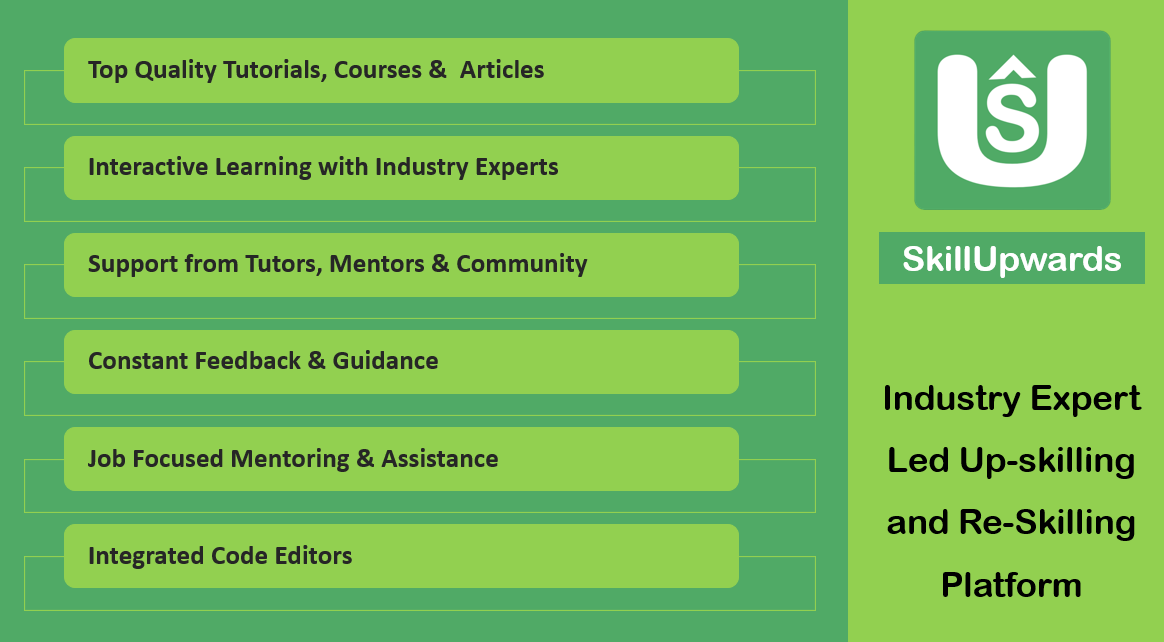 Top Quality Tutorials, Courses &  Articles
Interactive Learning with Industry Experts
Support from Tutors, Mentors & Community
Constant Feedback & Guidance
Job Focused Mentoring & Assistance
Integrated Code Editors
UŜ
SkillUpwards
Industry Expert
Led Up-skilling
and Re-Skilling
Platform